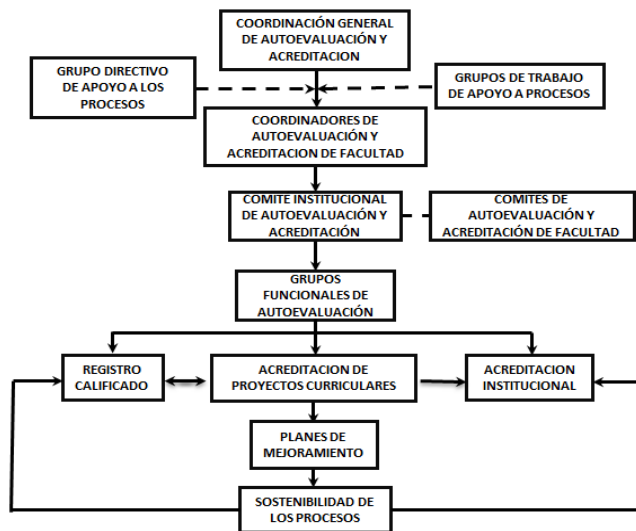 COORDINACIÓN GENERAL
DE AUTOEVALUACIÓN Y
ACREDITACION
GRUPO DIRECTIVO
DE APOYO A LOS
PROCESOS
GRUPOS DE TRABAJO
DE APOYO A PROCESOS
COORDINADORES DE
AUTOEVALUACIÓN Y
ACREDITACION DE FACULTAD
COMITE INSTITUCIONAL
DE AUTOEVALUACIÓN Y
ACREDITACIÓN
COMITES DE
AUTOEVALUACIÓN Y
ACREDITACIÓN DE FACULTAD
GRUPOS
FUNCIONALES DE
AUTOEVALUACIÓN
REGISTRO
CALIFICADO
ACREDITACION DE
PROYECTOS CURRICULARES
ACREDITACION
INSTITUCIONAL
PLANES DE
MEJORAMIENTO
SOSTENIBILIDAD DE
LOS PROCESOS